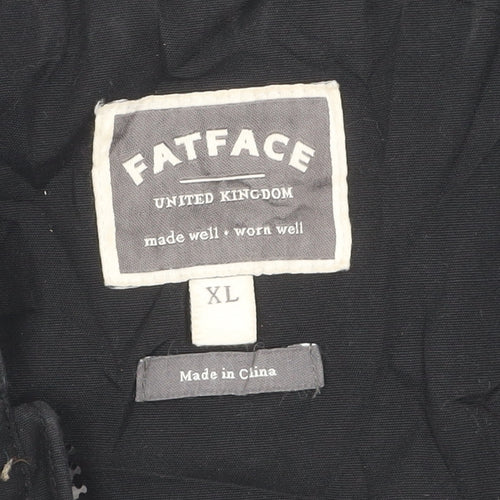 FATFACE
UNITED KINGDOM
made well • worn well
XL
Made in China